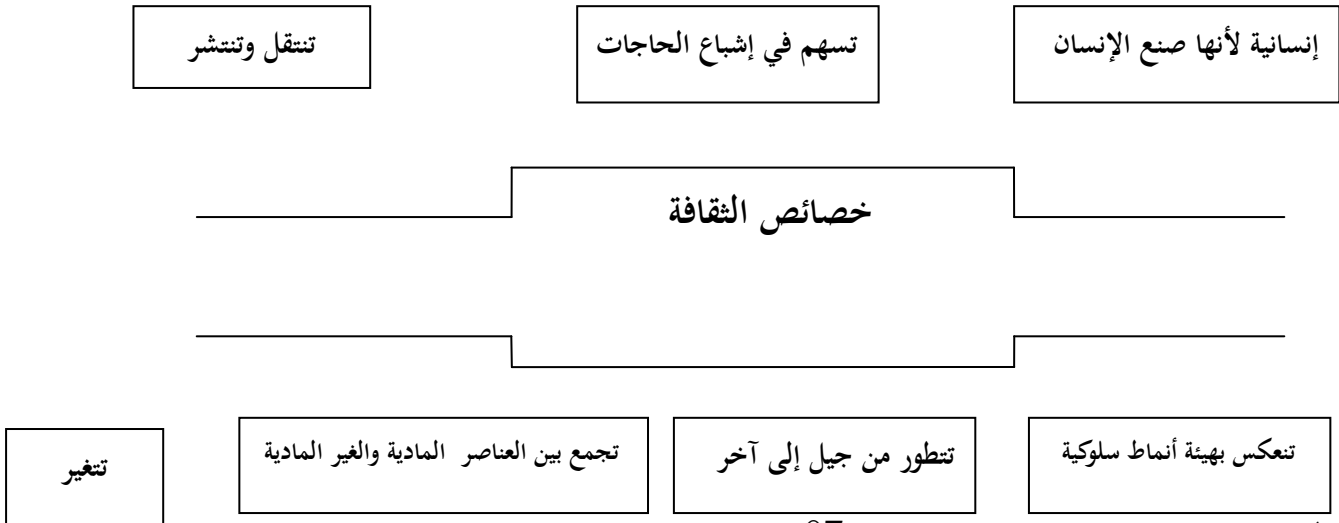 إنسانية لأنها صنع الإنسان
تسهم في إشباع الحاجات
تنتقل وتنتشر
خصائص الثقافة
تنعكس بهيئة أنماط سلوكية
تتطور من جيل إلى آخر
تجمع بين العناصر المادية والغير المادية
تتغير